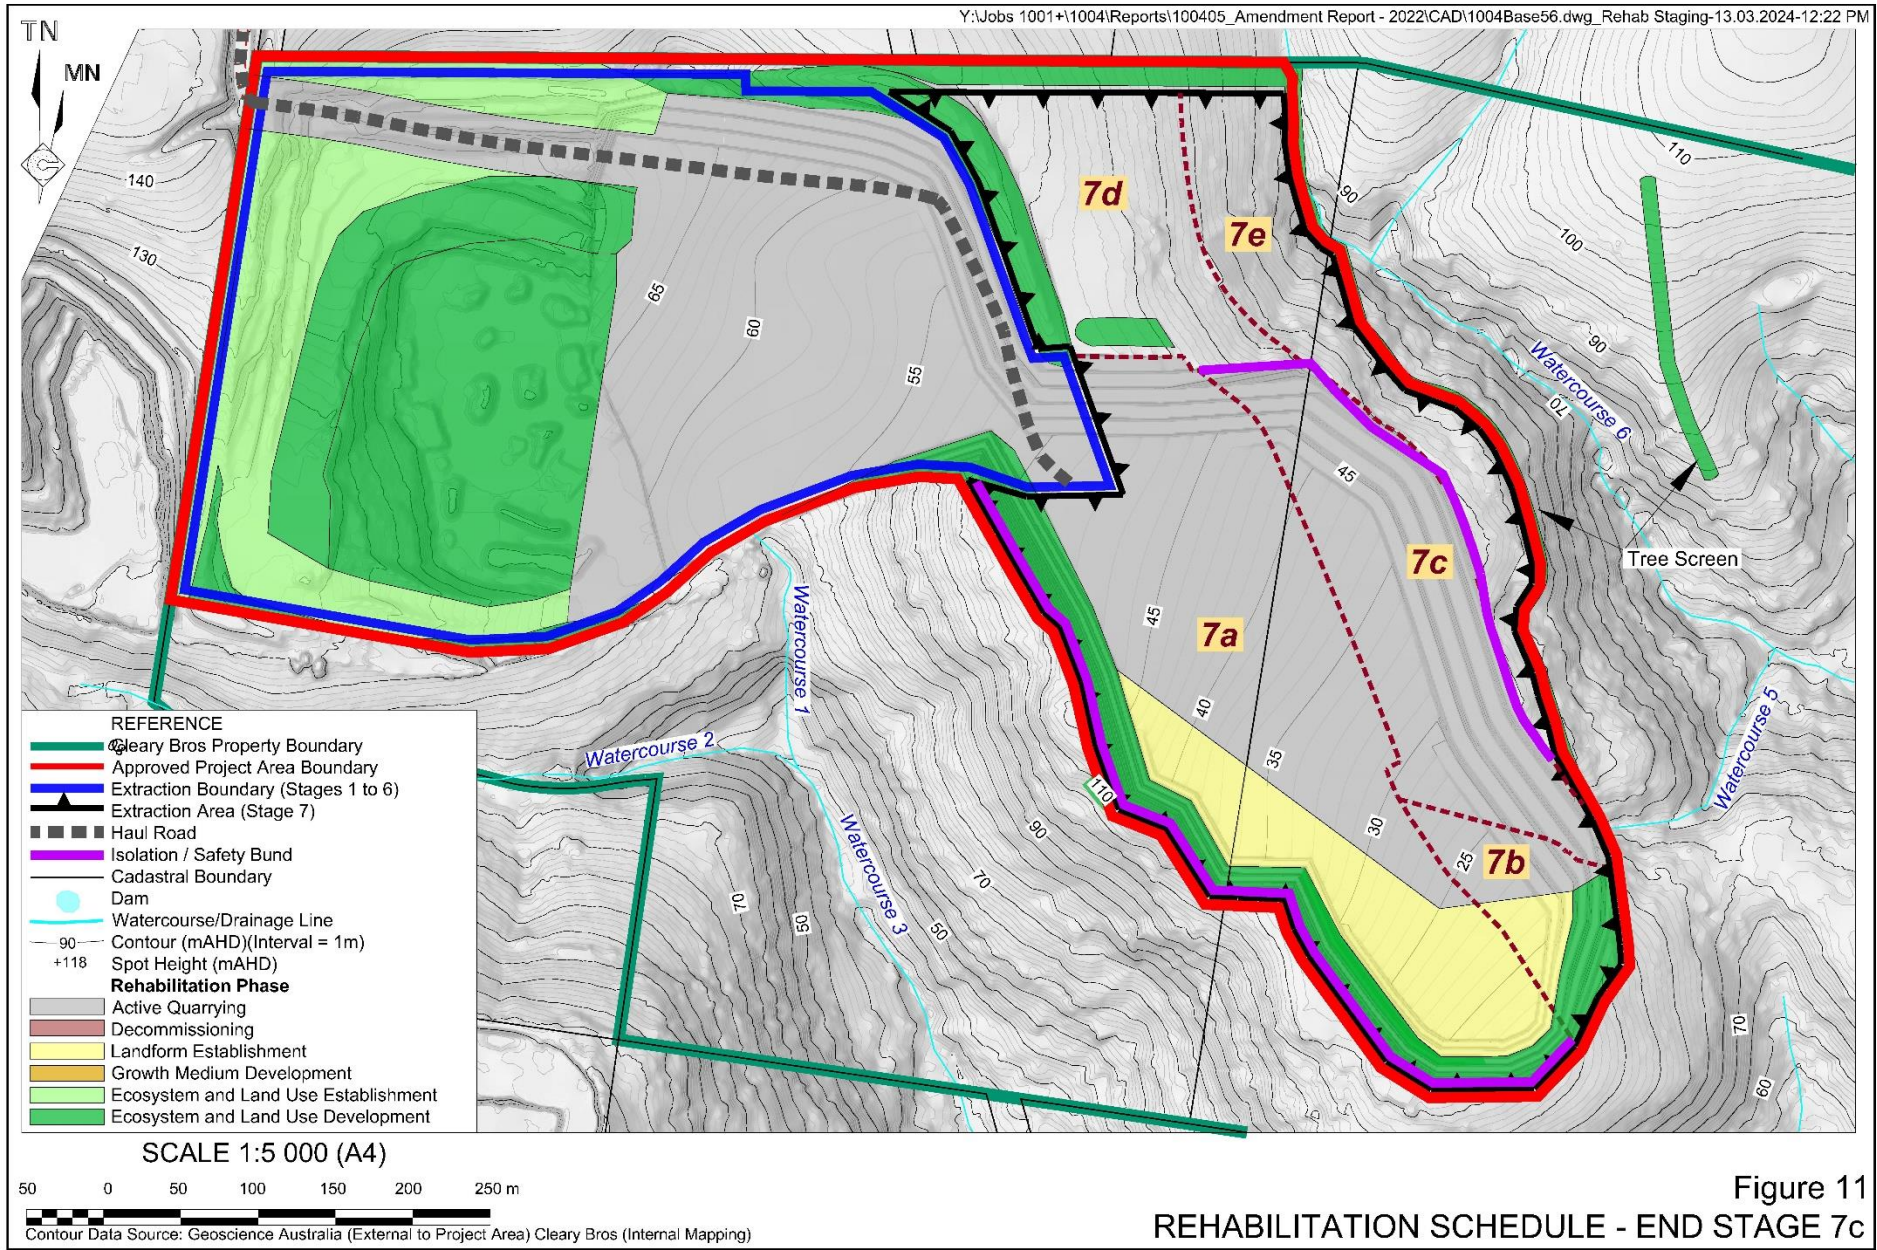 Y:\Jobs 1001+\1004\Reports\100405_Amendment Report - 2022\CAD\1004Base56.dwg_Rehab Staging-13.03.2024-12:22 PM
TN
MN
140
130
65
60
55
7d
7e
90
110
100
90
Watercourse 6
70
45
7c
Tree Screen
45
7a
40
35
30
25
7b
Watercourse 5
Watercourse 1
Watercourse 2
110
90
Watercourse 3
70
70
50
50
70
60
REFERENCE
Cleary Bros Property Boundary
Approved Project Area Boundary
Extraction Boundary (Stages 1 to 6)
Extraction Area (Stage 7)
Haul Road
Isolation / Safety Bund
Cadastral Boundary
Dam
Watercourse/Drainage Line
90 Contour (mAHD)(Interval = 1m)
+118 Spot Height (mAHD)
Rehabilitation Phase
Active Quarrying
Decommissioning
Landform Establishment
Growth Medium Development
Ecosystem and Land Use Establishment
Ecosystem and Land Use Development
SCALE 1:5 000 (A4)
50 0 50 100 150 200 250 m
Contour Data Source: Geoscience Australia (External to Project Area) Cleary Bros (Internal Mapping)
Figure 11
REHABILITATION SCHEDULE - END STAGE 7c